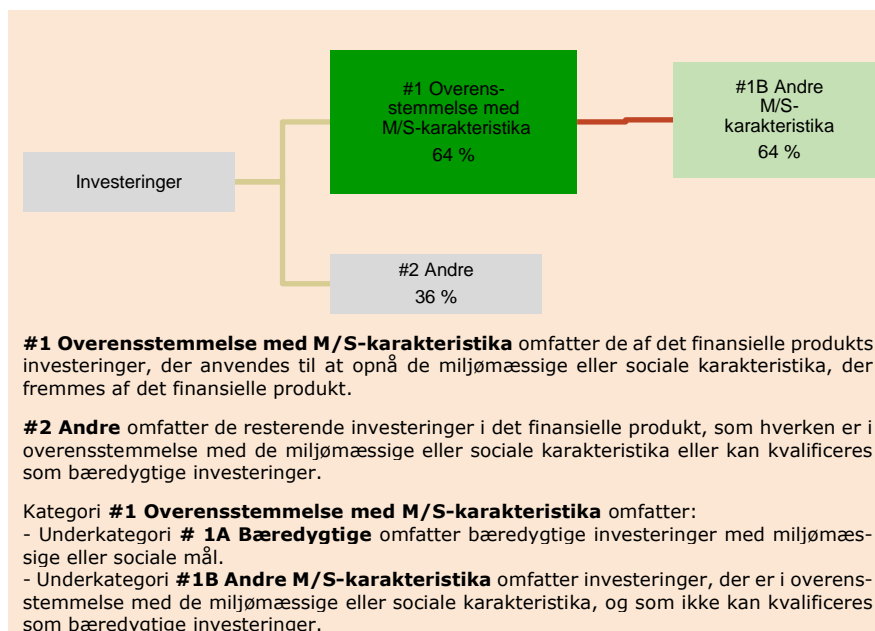 #1 Overens-
stemmelse med
M/S-karakteristika
64 %
#1B Andre
M/S-
karakteristika
64 %
Investeringer
#2 Andre
36 %
#1 Overensstemmelse med M/S-karakteristika omfatter de af det finansielle produkts
investeringer, der anvendes til at opnå de miljømæssige eller sociale karakteristika, der
fremmes af det finansielle produkt.
#2 Andre omfatter de resterende investeringer i det finansielle produkt, som hverken er i
overensstemmelse med de miljømæssige eller sociale karakteristika eller kan kvalificeres
som bæredygtige investeringer.
Kategori #1 Overensstemmelse med M/S-karakteristika omfatter:
- Underkategori # 1A Bæredygtige omfatter bæredygtige investeringer med miljømæs-
sige eller sociale mål.
- Underkategori #1B Andre M/S-karakteristika omfatter investeringer, der er i overens-
stemmelse med de miljømæssige eller sociale karakteristika, og som ikke kan kvalificeres
som bæredygtige investeringer.